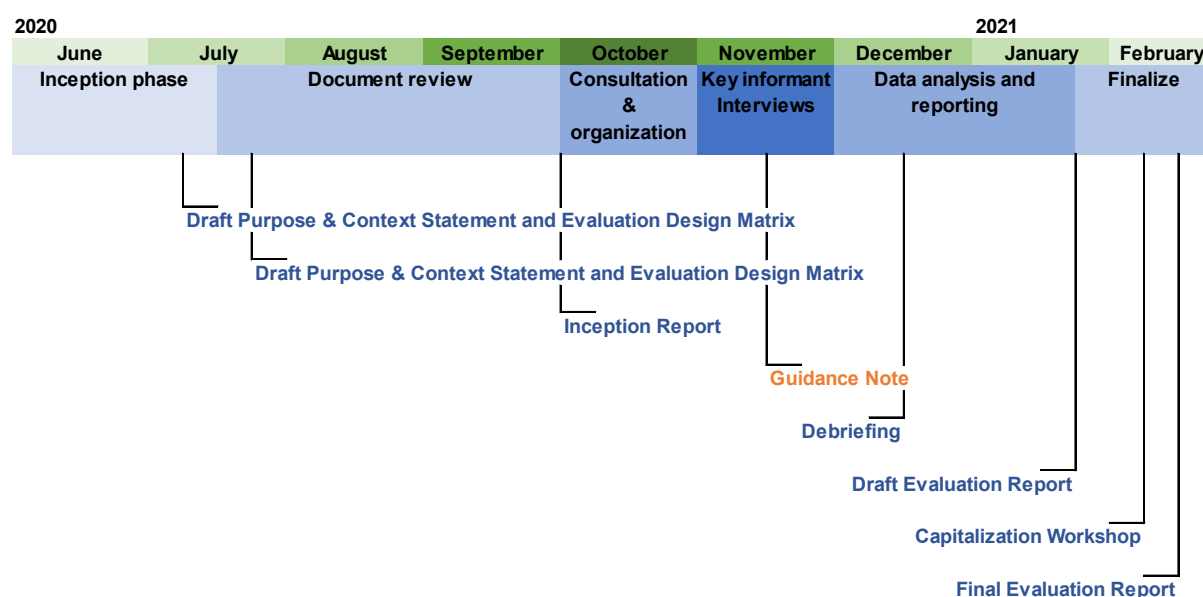 2020
2021
June July August September October November December January February
Inception phase Document review Consultation Key informant Data analysis and Finalize
& Interviews reporting
organization
Draft Purpose & Context Statement and Evaluation Design Matrix
Draft Purpose & Context Statement and Evaluation Design Matrix
Inception Report
Guidance Note
Debriefing
Draft Evaluation Report
Capitalization Workshop
Final Evaluation Report